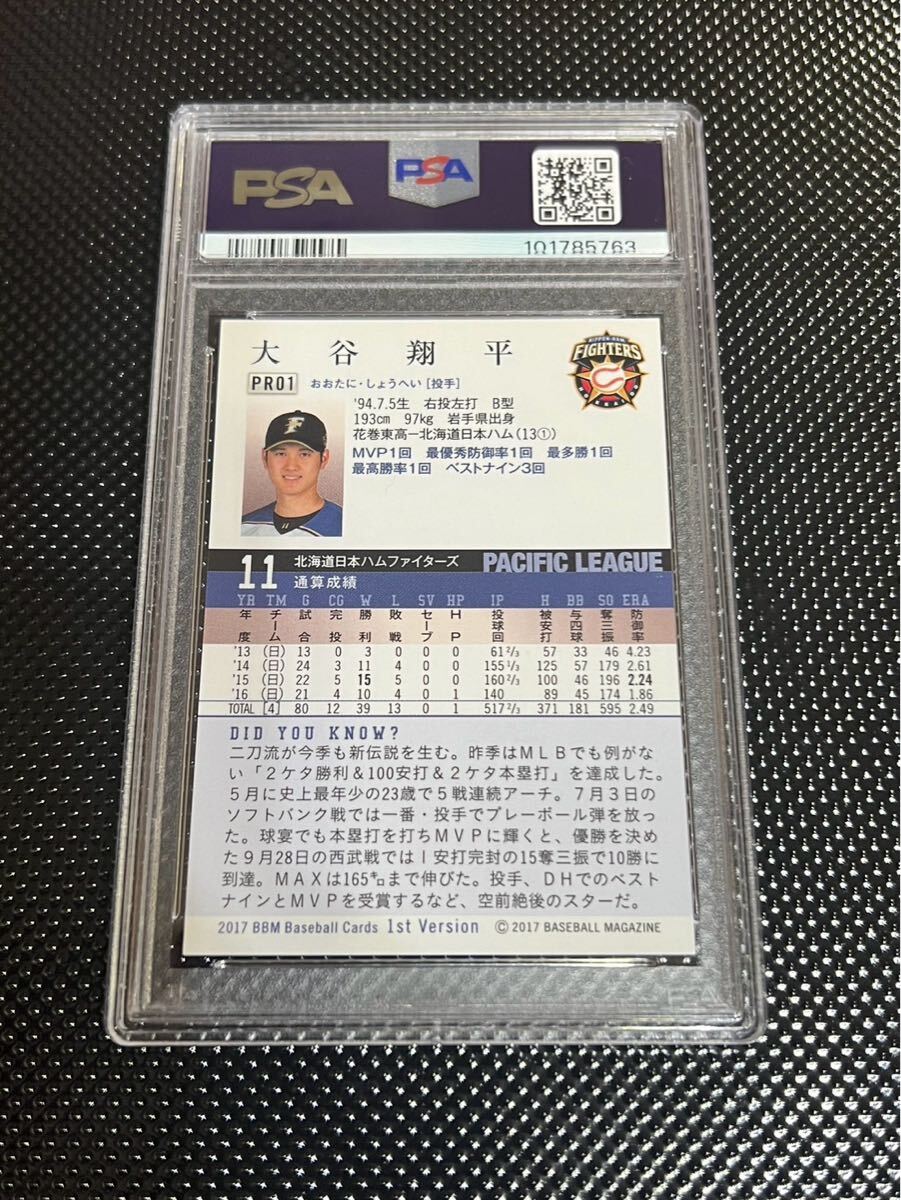 PSA
PSA
101785763
大谷翔平
NIPPON-HAM
FIGHTERS
HOKKAIDO
PR01
おおたに・しょうへい [投手]
'94.7.5生 右投左打 B型
193cm 97kg 岩手県出身
花巻東高ー北海道日本ハム(13①)
MVP1回 最優秀防御率1回 最多勝1回
最高勝率1回 ベストナイン3回
F
11 北海道日本ハムファイターズ PACIFIC LEAGUE
通算成績
YR TM G CG W L SV HP IP H BB SO ERA
年度 チーム 試合 完投 勝利 敗戦 セーブ HP 投球回 被安打 与四球 奪三振 防御率
'13 (日) 13 0 3 0 0 0 61 2/3 57 33 46 4.23
'14 (日) 24 3 11 4 0 0 155 1/3 125 57 179 2.61
'15 (日) 22 5 15 5 0 0 160 2/3 100 46 196 2.24
'16 (日) 21 4 10 4 0 1 140 89 45 174 1.86
TOTAL [4] 80 12 39 13 0 1 517 2/3 371 181 595 2.49
DID YOU KNOW?
二刀流が今季も新伝説を生む。昨季はMLBでも例がな
い「2ケタ勝利&100安打&2ケタ本塁打」を達成した。
5月に史上最年少の23歳で5戦連続アーチ。7月3日の
ソフトバンク戦では一番・投手でプレーボール弾を放っ
た。球宴でも本塁打を打ちMVPに輝くと、優勝を決め
た9月28日の西武戦では1安打完封の15奪三振で10勝に
到達。MAXは165㌔まで伸びた。投手、DHでのベスト
ナインとMVPを受賞するなど、空前絶後のスターだ。
2017 BBM Baseball Cards 1st Version © 2017 BASEBALL MAGAZINE